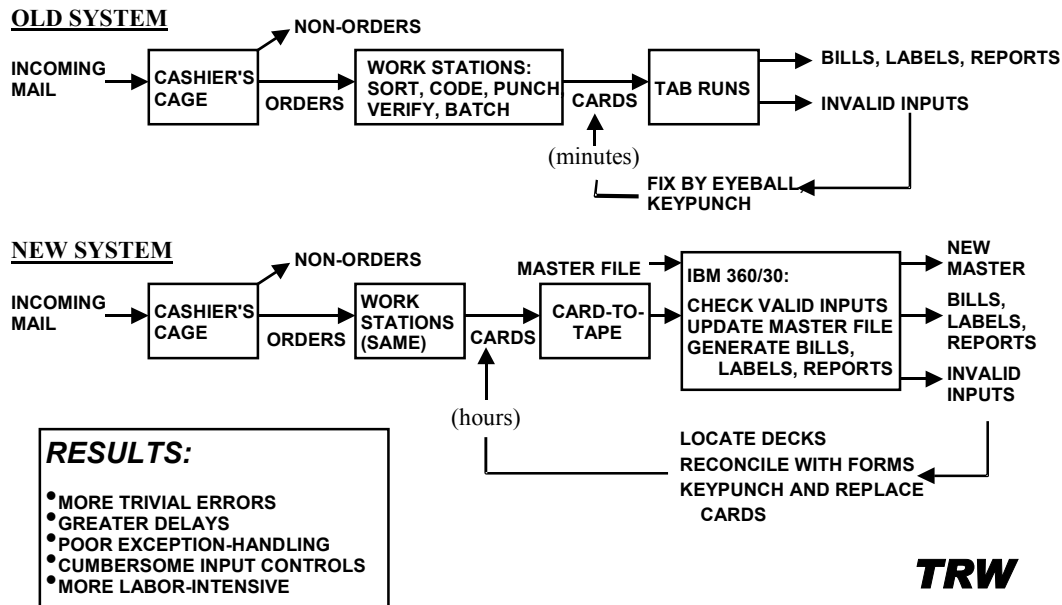 OLD SYSTEM
NON-ORDERS
INCOMING
MAIL
CASHIER'S
CAGE
ORDERS
WORK STATIONS:
SORT, CODE, PUNCH,
VERIFY, BATCH
CARDS
TAB RUNS
BILLS, LABELS, REPORTS
INVALID INPUTS
(minutes)
FIX BY EYEBALL,
KEYPUNCH
NEW SYSTEM
NON-ORDERS
INCOMING
MAIL
CASHIER'S
CAGE
ORDERS
WORK
STATIONS
(SAME)
CARDS
MASTER FILE
CARD-TO-
TAPE
IBM 360/30:
CHECK VALID INPUTS
UPDATE MASTER FILE
GENERATE BILLS,
LABELS, REPORTS
NEW
MASTER
BILLS,
LABELS,
REPORTS
INVALID
INPUTS
(hours)
LOCATE DECKS
RECONCILE WITH FORMS
KEYPUNCH AND REPLACE
CARDS
RESULTS:
•MORE TRIVIAL ERRORS
•GREATER DELAYS
•POOR EXCEPTION-HANDLING
•CUMBERSOME INPUT CONTROLS
•MORE LABOR-INTENSIVE
TRW